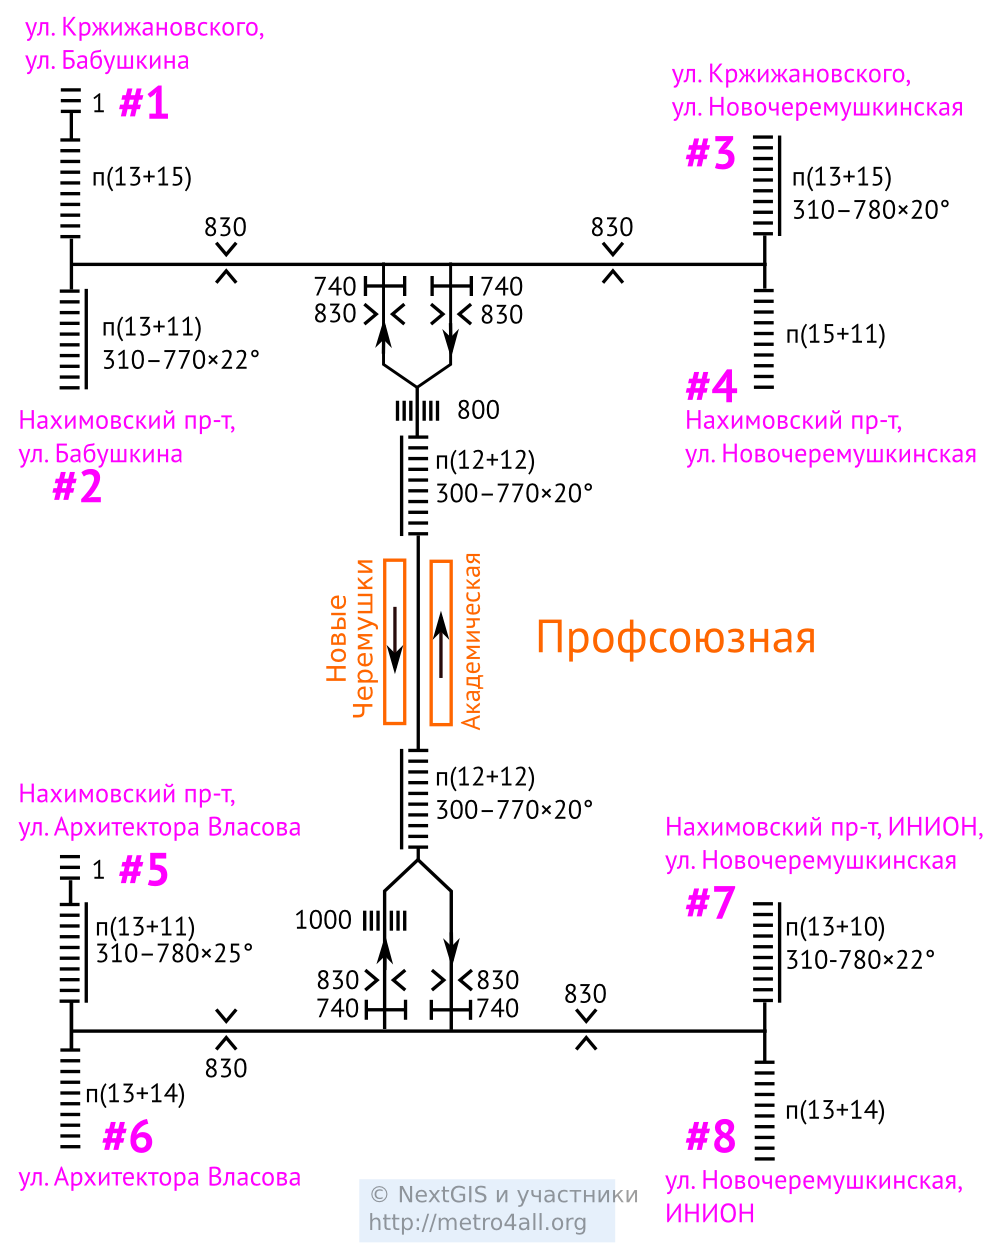 ул. Кржижановского,
ул. Бабушкина
1 #1
п(13+15)
830
п(13+11)
310–770×22°
Нахимовский пр-т,
ул. Бабушкина
#2
740
830
740
830
800
830
ул. Кржижановского,
ул. Новочеремушкинская
#3
п(13+15)
310–780×20°
п(15+11)
#4
Нахимовский пр-т,
ул. Новочеремушкинская
п(12+12)
300–770×20°
Новые
Черемушки
Академическая
Профсоюзная
п(12+12)
300–770×20°
Нахимовский пр-т,
ул. Архитектора Власова
1 #5
п(13+11)
310–780×25°
830
п(13+14)
#6
ул. Архитектора Власова
1000
830
740
830
740
830
Нахимовский пр-т, ИНИОН,
ул. Новочеремушкинская
#7
п(13+10)
310-780×22°
п(13+14)
#8
ул. Новочеремушкинская,
ИНИОН
© NextGIS и участники
http://metro4all.org